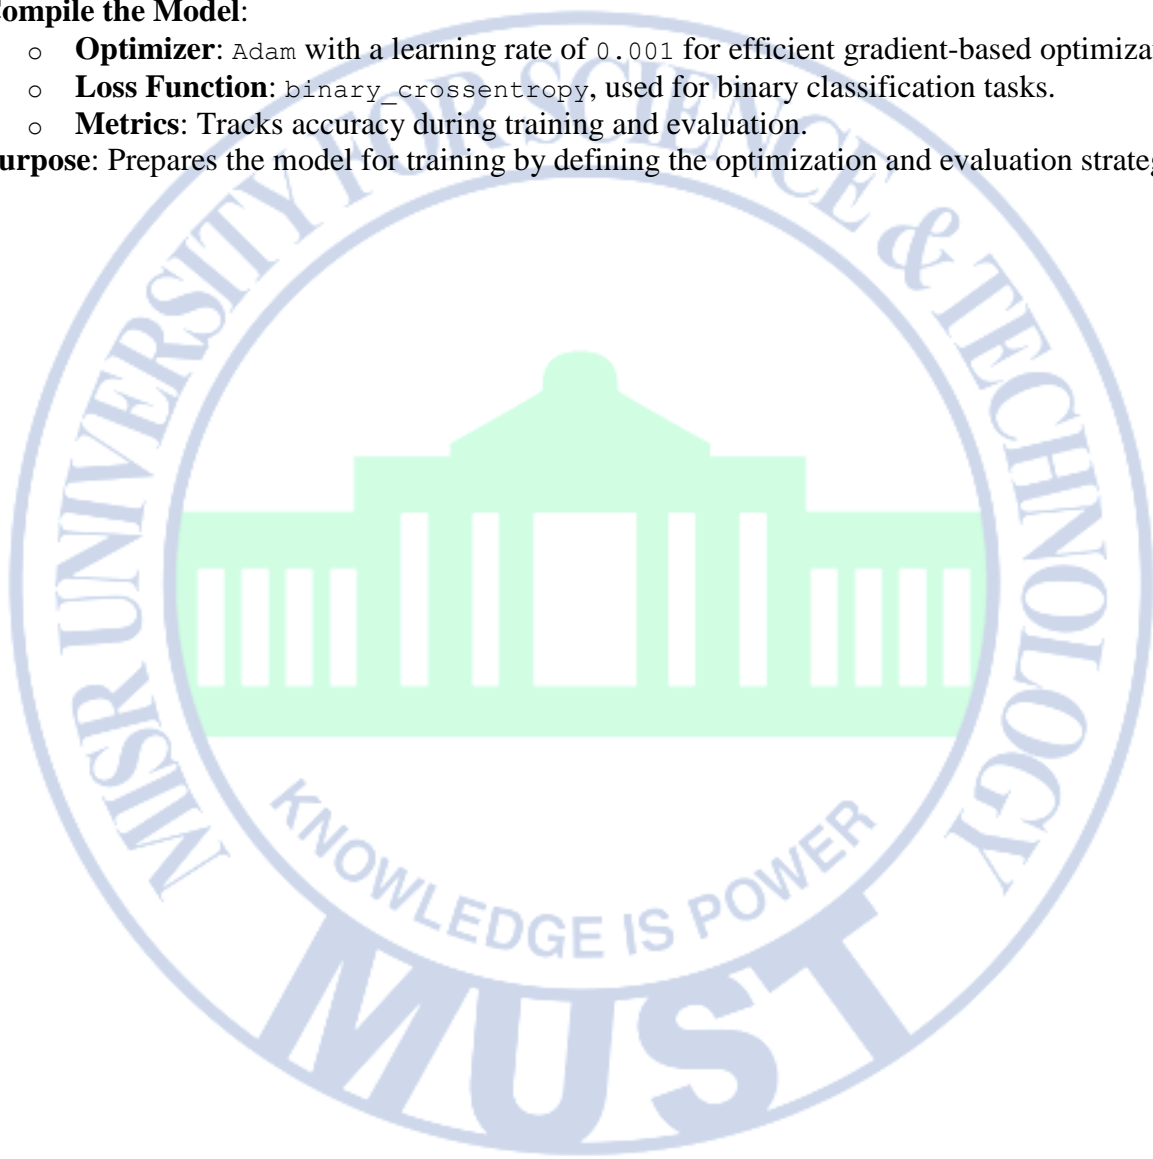 ompile the Model:
o Optimizer: Adam with a learning rate of 0.001 for efficient gradient-based optimiza
o Loss Function: binary_crossentropy, used for binary classification tasks.
o Metrics: Tracks accuracy during training and evaluation.
urpose: Prepares the model for training by defining the optimization and evaluation strateg
MISR UNIVERSITY FOR SCIENCE & TECHNOLOGY
KNOWLEDGE IS POWER
MUST